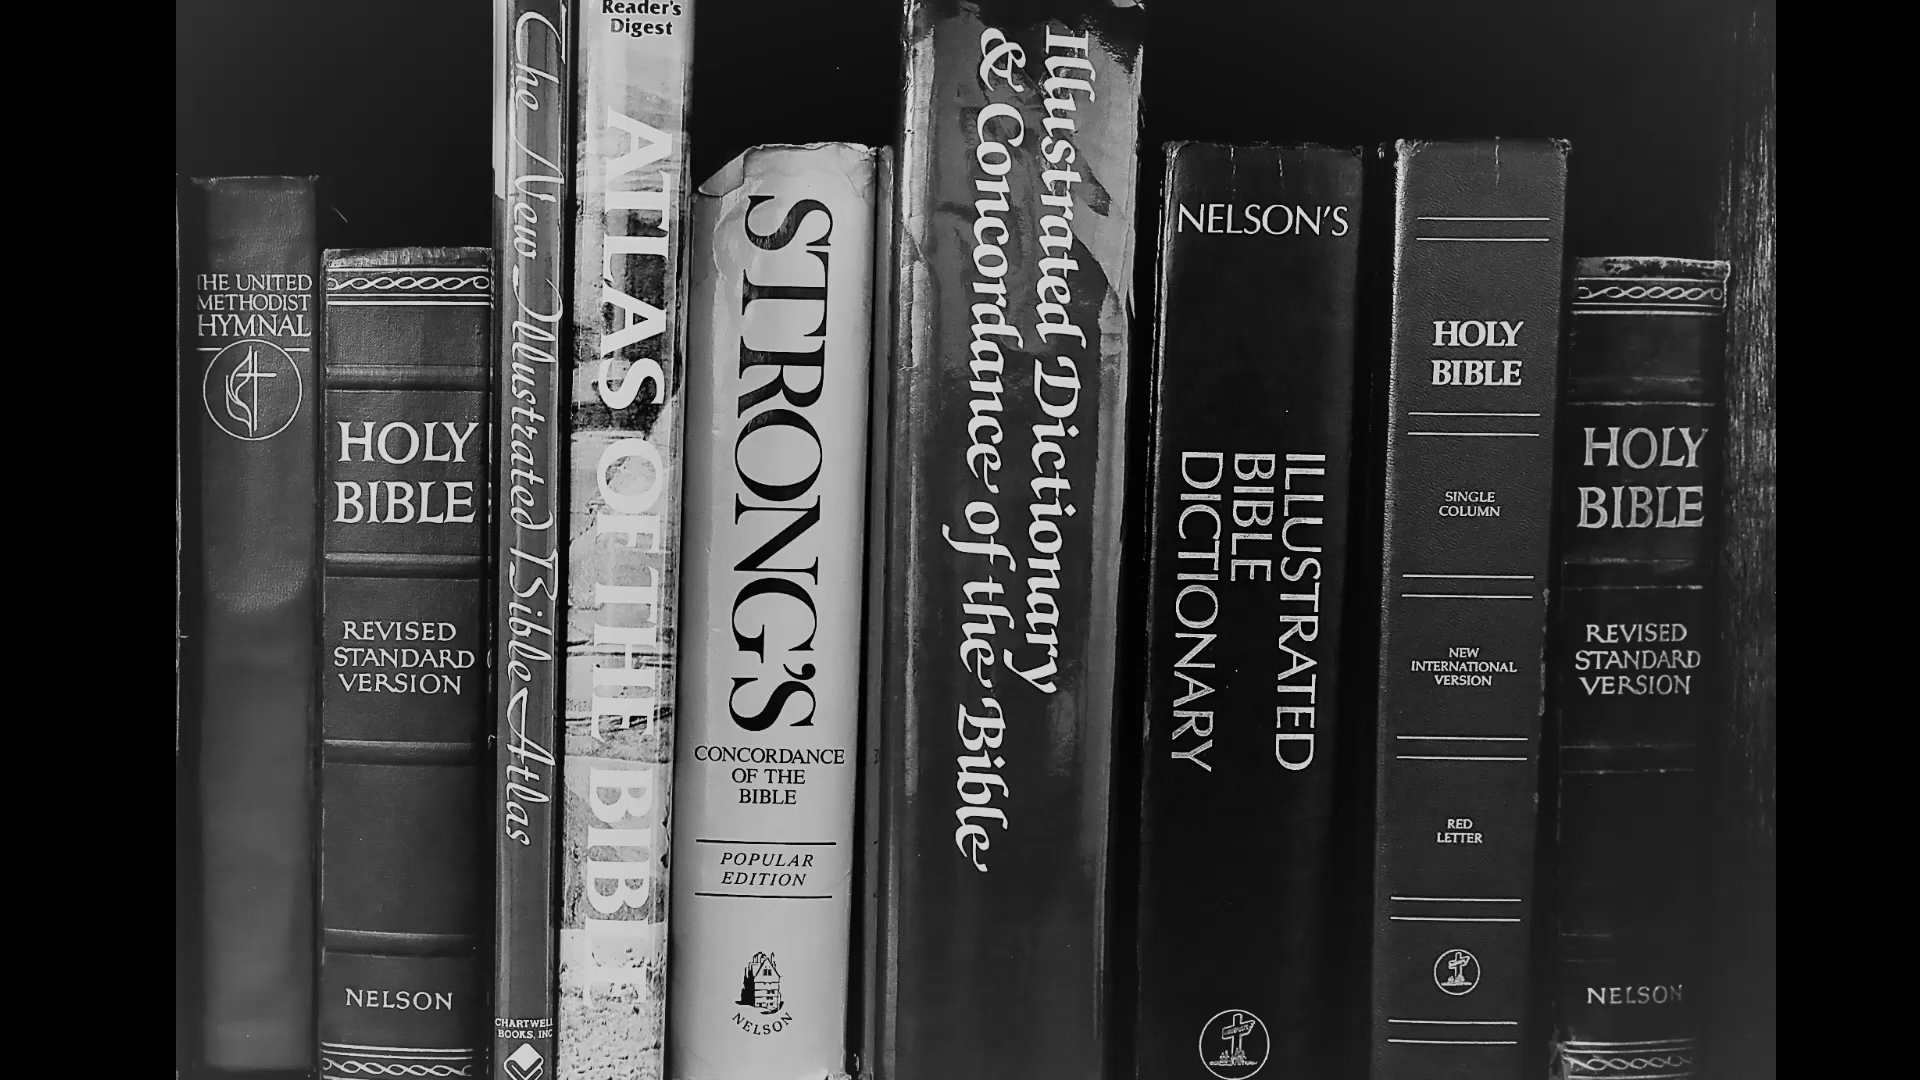 THE UNITED
METHODIST
HYMNAL
HOLY
BIBLE
REVISED
STANDARD
VERSION
NELSON
The New Illustrated Bible Atlas
CHARTWELL
BOOKS, INC
Reader's
Digest
ATLAS OF THE BIBLE
STRONG'S
CONCORDANCE
OF THE
BIBLE
POPULAR
EDITION
NELSON
Illustrated Dictionary
& Concordance of the Bible
NELSON'S
ILLUSTRATED
BIBLE
DICTIONARY
HOLY
BIBLE
SINGLE
COLUMN
NEW
INTERNATIONAL
VERSION
RED
LETTER
HOLY
BIBLE
REVISED
STANDARD
VERSION
NELSON